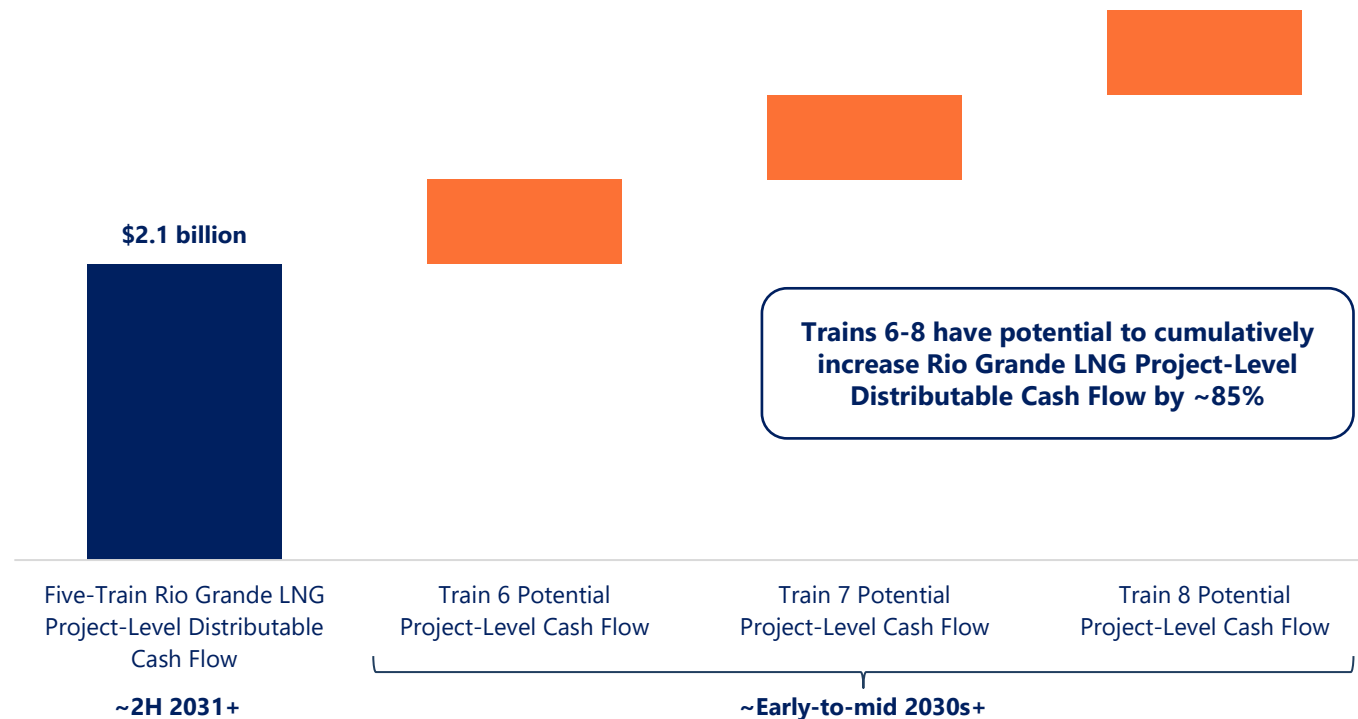 $2.1 billion
Trains 6-8 have potential to cumulatively
increase Rio Grande LNG Project-Level
Distributable Cash Flow by ~85%
Five-Train Rio Grande LNG
Project-Level Distributable
Cash Flow
Train 6 Potential
Project-Level Cash Flow
Train 7 Potential
Project-Level Cash Flow
Train 8 Potential
Project-Level Cash Flow
~2H 2031+
~Early-to-mid 2030s+